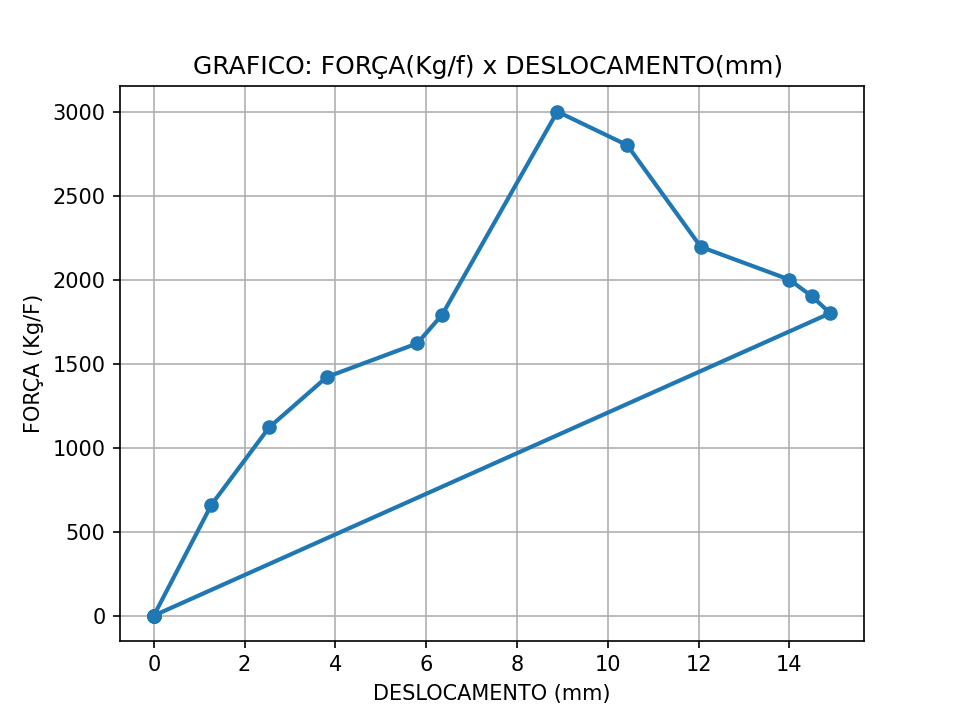 GRAFICO: FORÇA(Kg/f) x DESLOCAMENTO(mm)
FORÇA (Kg/F)
3000
2500
2000
1500
1000
500
0
0 2 4 6 8 10 12 14
DESLOCAMENTO (mm)